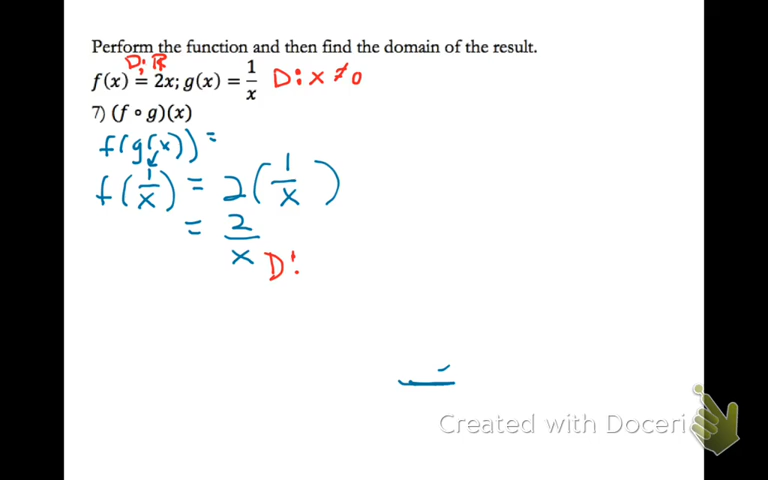 Perform the function and then find the domain of the result.
D: ℝ
f(x) = 2x; g(x) = 1/x D: x ≠ 0
7) (f ∘ g)(x)
f(g(x)) =
f(1/x) = 2(1/x)
= 2/x
D:
Created with Doceri